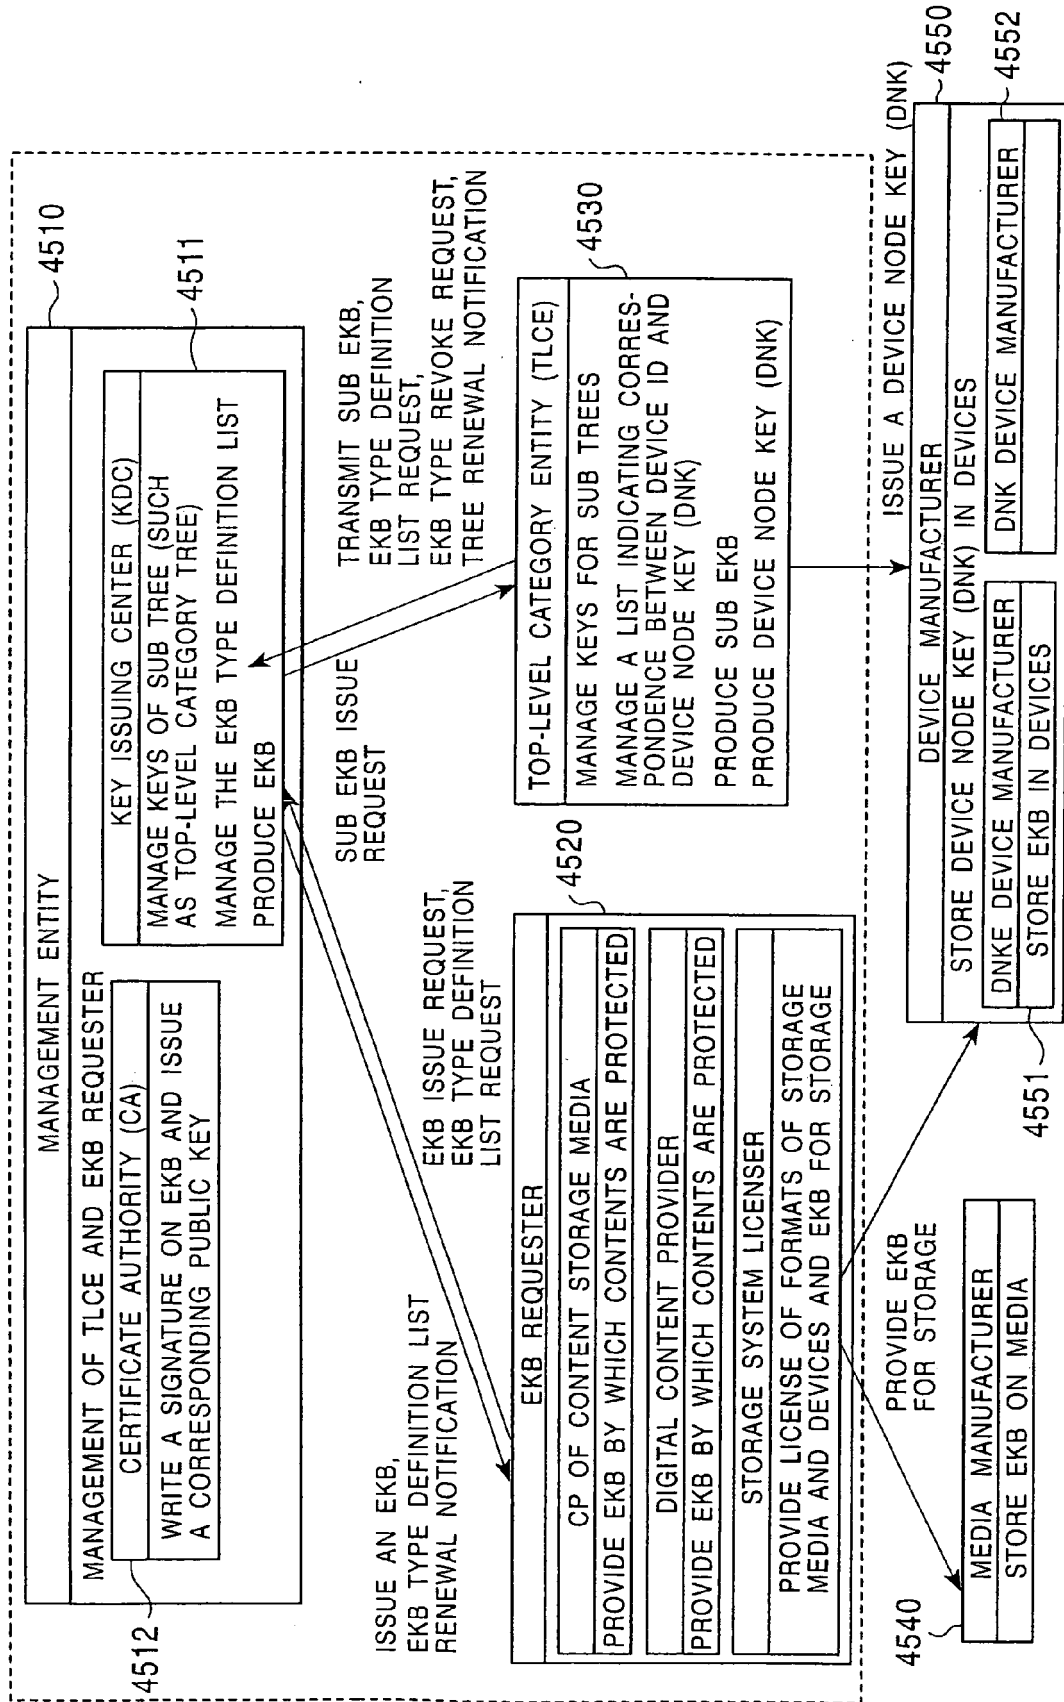 MANAGEMENT ENTITY
4510
MANAGEMENT OF TLCE AND EKB REQUESTER
CERTIFICATE AUTHORITY (CA)
WRITE A SIGNATURE ON EKB AND ISSUE
A CORRESPONDING PUBLIC KEY
4512
KEY ISSUING CENTER (KDC)
MANAGE KEYS OF SUB TREE (SUCH
AS TOP-LEVEL CATEGORY TREE)
MANAGE THE EKB TYPE DEFINITION LIST
PRODUCE EKB
4511
ISSUE AN EKB,
EKB TYPE DEFINITION LIST
RENEWAL NOTIFICATION
EKB ISSUE REQUEST,
EKB TYPE DEFINITION
LIST REQUEST
SUB EKB ISSUE
REQUEST
TRANSMIT SUB EKB,
EKB TYPE DEFINITION
LIST REQUEST,
EKB TYPE REVOKE REQUEST,
TREE RENEWAL NOTIFICATION
EKB REQUESTER
4520
CP OF CONTENT STORAGE MEDIA
PROVIDE EKB BY WHICH CONTENTS ARE PROTECTED
DIGITAL CONTENT PROVIDER
PROVIDE EKB BY WHICH CONTENTS ARE PROTECTED
STORAGE SYSTEM LICENSER
PROVIDE LICENSE OF FORMATS OF STORAGE
MEDIA AND DEVICES AND EKB FOR STORAGE
TOP-LEVEL CATEGORY ENTITY (TLCE)
4530
MANAGE KEYS FOR SUB TREES
MANAGE A LIST INDICATING CORRES-
PONDENCE BETWEEN DEVICE ID AND
DEVICE NODE KEY (DNK)
PRODUCE SUB EKB
PRODUCE DEVICE NODE KEY (DNK)
PROVIDE EKB
FOR STORAGE
ISSUE A DEVICE NODE KEY (DNK)
4540
MEDIA MANUFACTURER
STORE EKB ON MEDIA
DEVICE MANUFACTURER
4550
STORE DEVICE NODE KEY (DNK) IN DEVICES
DNKE DEVICE MANUFACTURER
STORE EKB IN DEVICES
4551
DNK DEVICE MANUFACTURER
4552